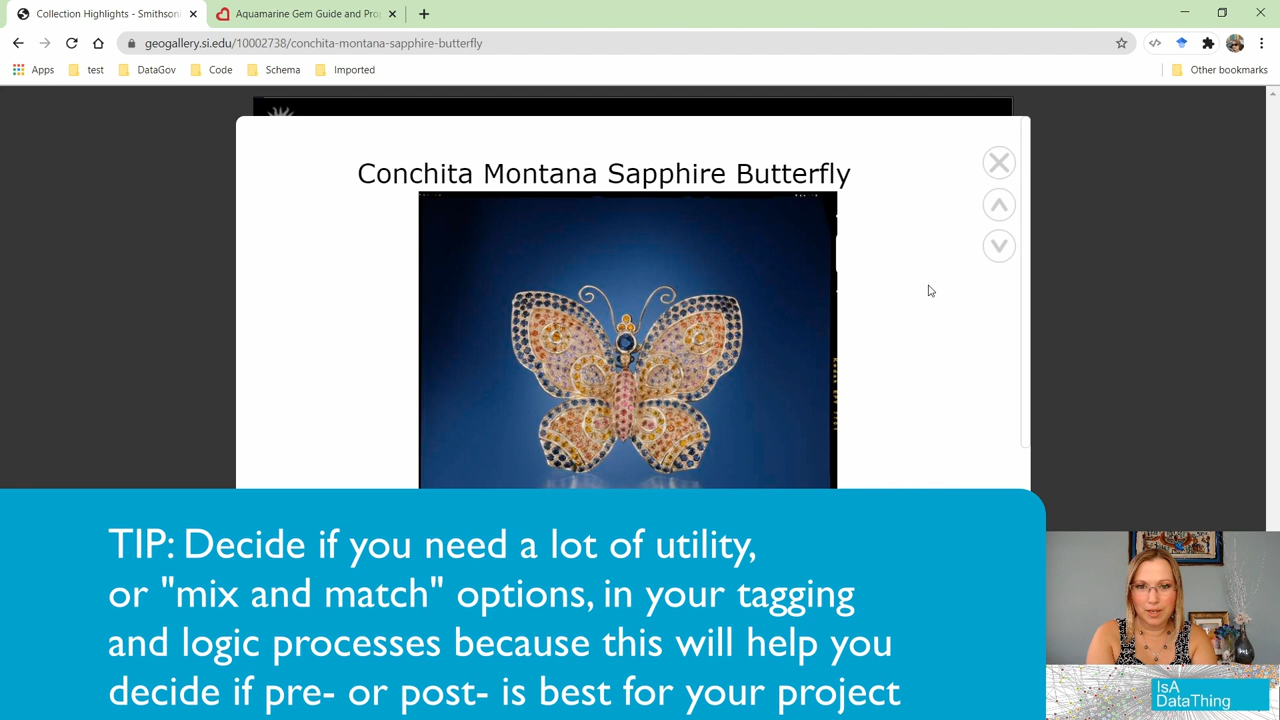 Collection Highlights - Smithsoni
Aquamarine Gem Guide and Prop
geogallery.si.edu/10002738/conchita-montana-sapphire-butterfly
Apps
test
DataGov
Code
Schema
Imported
Other bookmarks
Conchita Montana Sapphire Butterfly
TIP: Decide if you need a lot of utility,
or "mix and match" options, in your tagging
and logic processes because this will help you
decide if pre- or post- is best for your project
IsA
DataThing